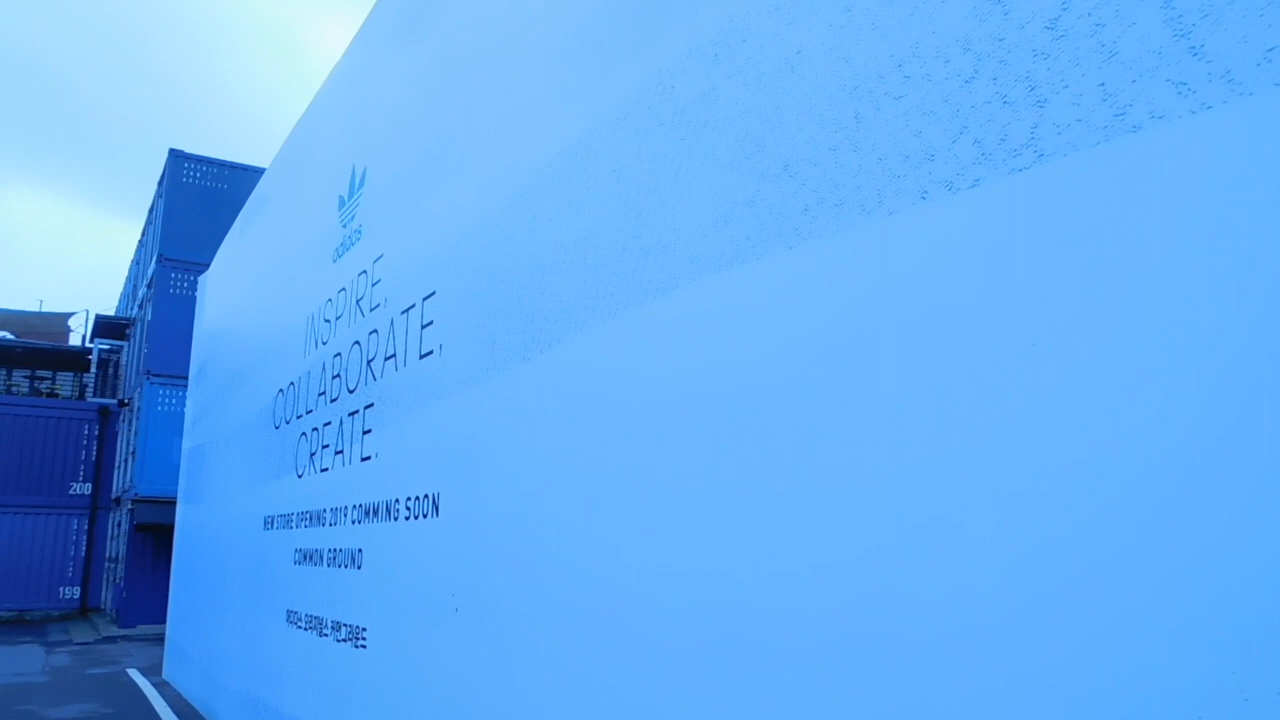 adidas
INSPIRE,
COLLABORATE,
CREATE.
NEW STORE OPENING 2019 COMMING SOON
COMMON GROUND
아디다스 오리지널스 커먼그라운드
200
199